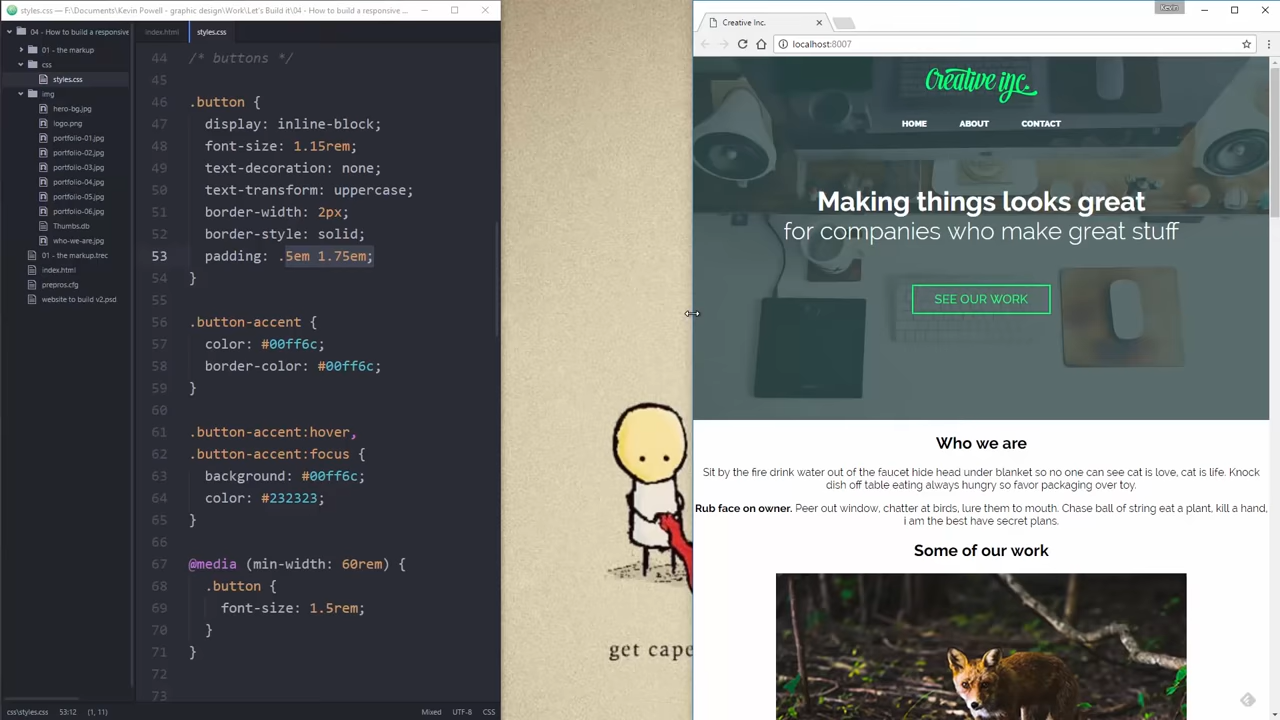 styles.css — F:\Documents\Kevin Powell - graphic design\Work\Let's Build it\04 - How to build a responsive ...
04 - How to build a responsive
01 - the markup
css
styles.css
img
hero-bg.jpg
logo.png
portfolio-01.jpg
portfolio-02.jpg
portfolio-03.jpg
portfolio-04.jpg
portfolio-05.jpg
portfolio-06.jpg
Thumbs.db
who-we-are.jpg
01 - the markup.trec
index.html
prepros.cfg
website to build v2.psd
index.html
styles.css
44 /* buttons */
45
46 .button {
47 display: inline-block;
48 font-size: 1.15rem;
49 text-decoration: none;
50 text-transform: uppercase;
51 border-width: 2px;
52 border-style: solid;
53 padding: .5em 1.75em;
54 }
55
56 .button-accent {
57 color: #00ff6c;
58 border-color: #00ff6c;
59 }
60
61 .button-accent:hover,
62 .button-accent:focus {
63 background: #00ff6c;
64 color: #232323;
65 }
66
67 @media (min-width: 60rem) {
68 .button {
69 font-size: 1.5rem;
70 }
71 }
72
73
css\styles.css 53:12 (1, 11)
Mixed UTF-8 CSS
get cape
Kevin
Creative Inc.
localhost:8007
Creative inc.
HOME ABOUT CONTACT
Making things looks great
for companies who make great stuff
SEE OUR WORK
Who we are
Sit by the fire drink water out of the faucet hide head under blanket so no one can see cat is love, cat is life. Knock
dish off table eating always hungry so favor packaging over toy.
Rub face on owner. Peer out window, chatter at birds, lure them to mouth. Chase ball of string eat a plant, kill a hand,
i am the best have secret plans.
Some of our work